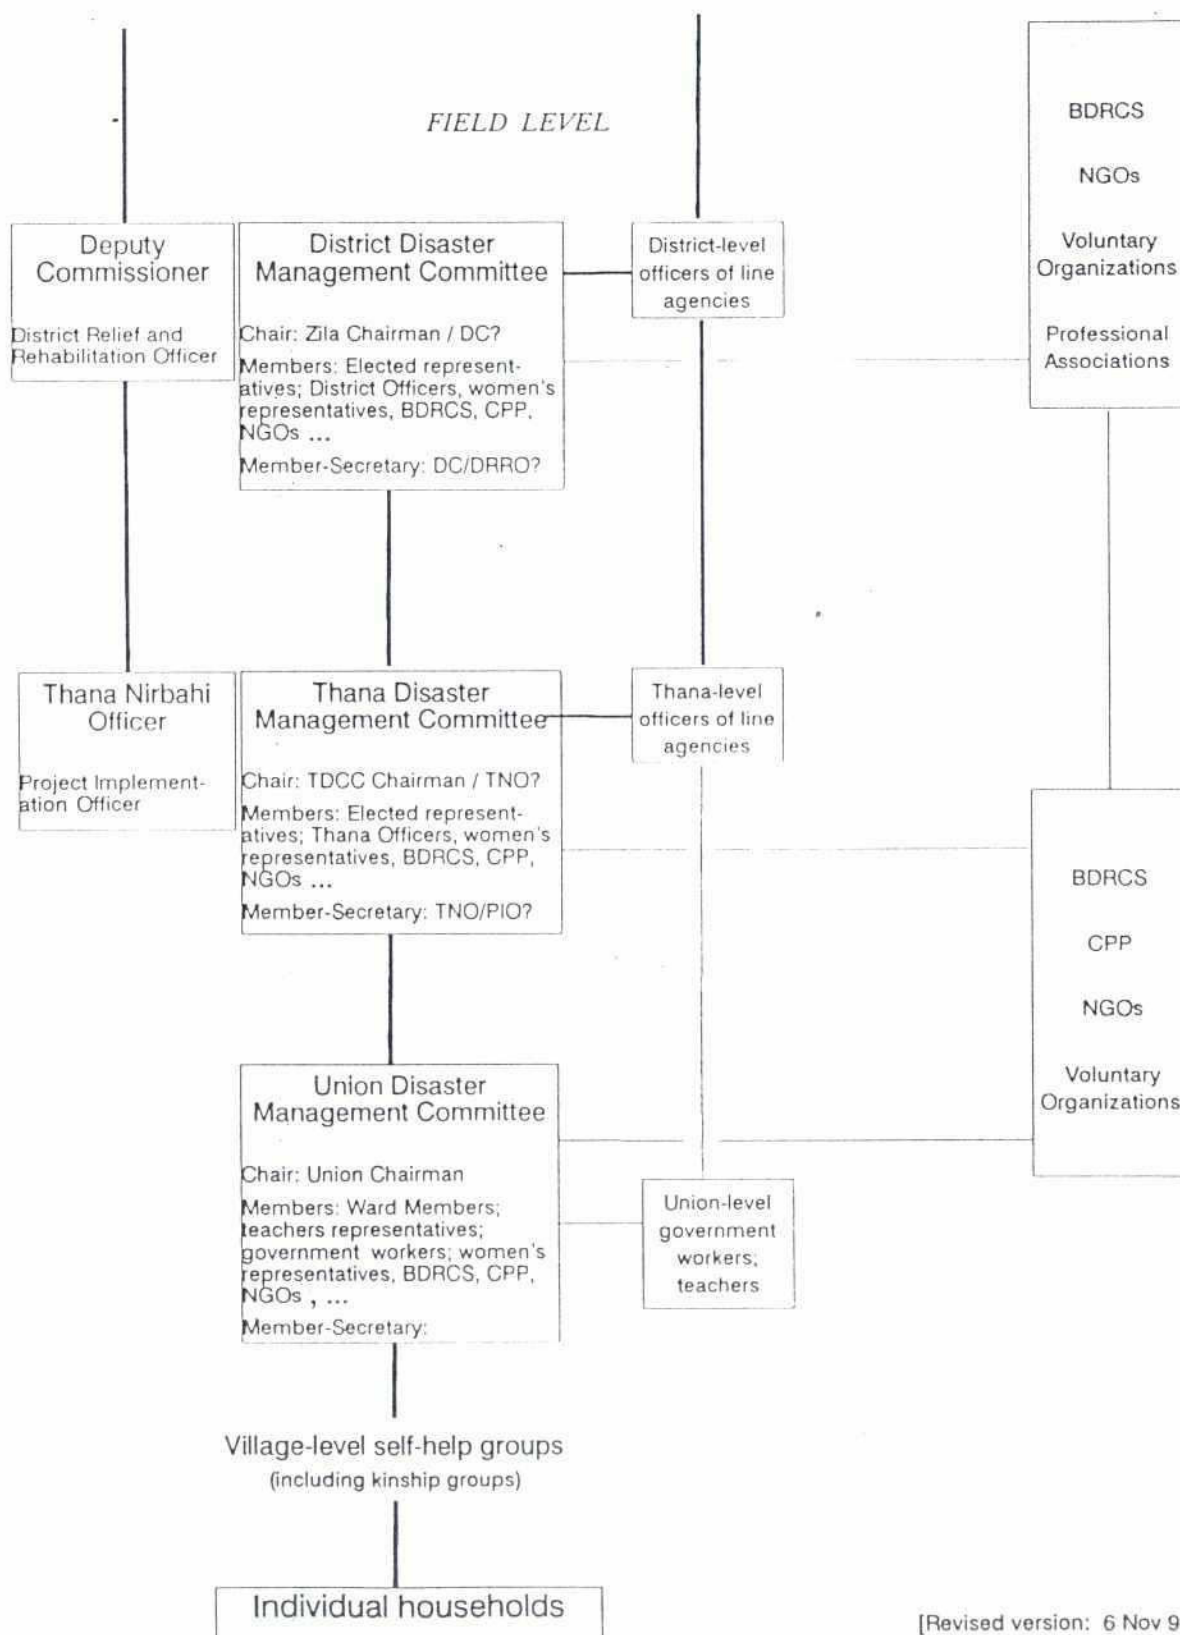 FIELD LEVEL
BDRCS
NGOs
Voluntary
Organizations
Professional
Associations
Deputy
Commissioner
District Relief and
Rehabilitation Officer
District Disaster
Management Committee
Chair: Zila Chairman / DC?
Members: Elected represent-
atives; District Officers, women's
representatives, BDRCS, CPP,
NGOs ...
Member-Secretary: DC/DRRO?
District-level
officers of line
agencies
Thana Nirbahi
Officer
Project Implement-
ation Officer
Thana Disaster
Management Committee
Chair: TDCC Chairman / TNO?
Members: Elected represent-
atives; Thana Officers, women's
representatives, BDRCS, CPP,
NGOs ...
Member-Secretary: TNO/PIO?
Thana-level
officers of line
agencies
BDRCS
CPP
NGOs
Voluntary
Organizations
Union Disaster
Management Committee
Chair: Union Chairman
Members: Ward Members;
teachers representatives;
government workers; women's
representatives, BDRCS, CPP,
NGOs , ...
Member-Secretary:
Union-level
government
workers;
teachers
Village-level self-help groups
(including kinship groups)
Individual households
[Revised version: 6 Nov 9